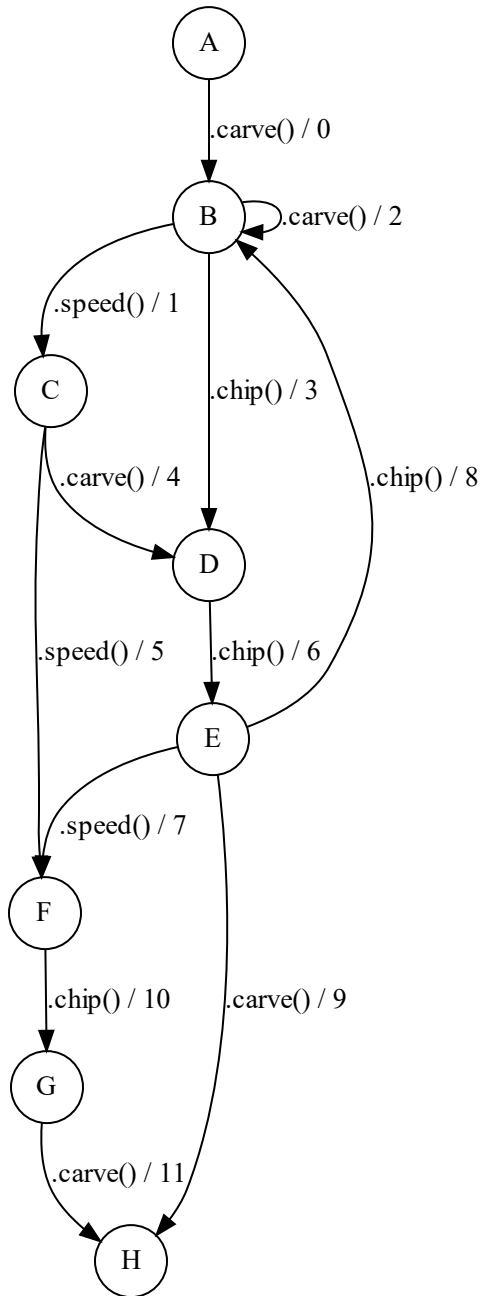 A
.carve() / 0
B
.carve() / 2
.speed() / 1
C
.chip() / 3
.carve() / 4
.chip() / 8
D
.speed() / 5
.chip() / 6
E
.speed() / 7
F
.chip() / 10
.carve() / 9
G
.carve() / 11
H